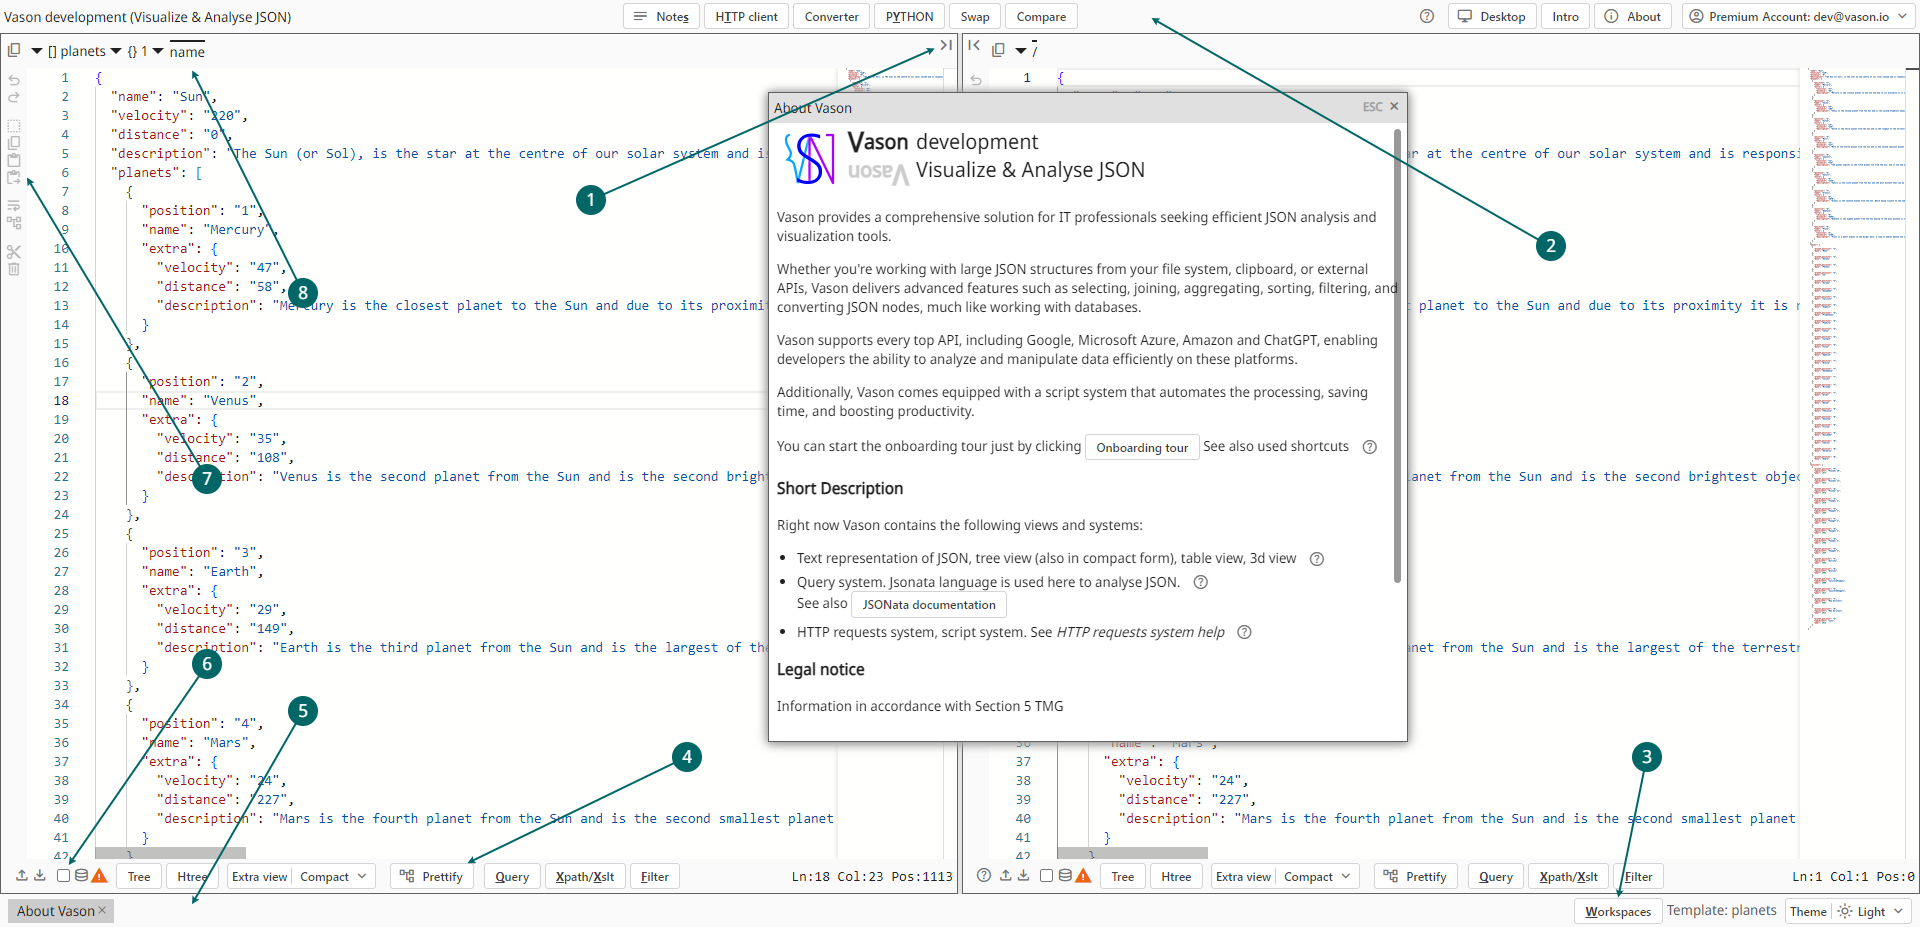 Vason development (Visualize & Analyse JSON)
Notes HTTP client Converter PYTHON Swap Compare
Desktop Intro About Premium Account: dev@vason.io
[] planets {} 1 name
/
1 {
2 "name": "Sun",
3 "velocity": "220",
4 "distance": "0",
5 "description": "The Sun (or Sol), is the star at the centre of our solar system and is
6 "planets": [
7 {
8 "position": "1",
9 "name": "Mercury",
10 "extra": {
11 "velocity": "47",
12 "distance": "58",
13 "description": "Mercury is the closest planet to the Sun and due to its proximi
14 }
15 },
16 {
17 "position": "2",
18 "name": "Venus",
19 "extra": {
20 "velocity": "35",
21 "distance": "108",
22 "description": "Venus is the second planet from the Sun and is the second brigh
23 }
24 },
25 {
26 "position": "3",
27 "name": "Earth",
28 "extra": {
29 "velocity": "29",
30 "distance": "149",
31 "description": "Earth is the third planet from the Sun and is the largest of th
32 }
33 },
34 {
35 "position": "4",
36 "name": "Mars",
37 "extra": {
38 "velocity": "24",
39 "distance": "227",
40 "description": "Mars is the fourth planet from the Sun and is the second smallest planet
41 }
42 }
1
2
3
4
5
6
7
8
About Vason ESC
Vason development
Vason Visualize & Analyse JSON
Vason provides a comprehensive solution for IT professionals seeking efficient JSON analysis and
visualization tools.
Whether you're working with large JSON structures from your file system, clipboard, or external
APIs, Vason delivers advanced features such as selecting, joining, aggregating, sorting, filtering, and
converting JSON nodes, much like working with databases.
Vason supports every top API, including Google, Microsoft Azure, Amazon and ChatGPT, enabling
developers the ability to analyze and manipulate data efficiently on these platforms.
Additionally, Vason comes equipped with a script system that automates the processing, saving
time, and boosting productivity.
You can start the onboarding tour just by clicking Onboarding tour See also used shortcuts
Short Description
Right now Vason contains the following views and systems:
• Text representation of JSON, tree view (also in compact form), table view, 3d view
• Query system. Jsonata language is used here to analyse JSON.
See also JSONata documentation
• HTTP requests system, script system. See HTTP requests system help
Legal notice
Information in accordance with Section 5 TMG
1 {
ar at the centre of our solar system and is respons
t planet to the Sun and due to its proximity it is
lanet from the Sun and is the second brightest obje
net from the Sun and is the largest of the terrest
36 "name": "Mars",
37 "extra": {
38 "velocity": "24",
39 "distance": "227",
40 "description": "Mars is the fourth planet from the Sun and is the second smallest planet
41 }
42 }
Tree Htree Extra view Compact Prettify Query Xpath/Xslt Filter Ln:18 Col:23 Pos:1113
Tree Htree Extra view Compact Prettify Query Xpath/Xslt Filter Ln:1 Col:1 Pos:0
About Vason Workspaces Template: planets Theme Light